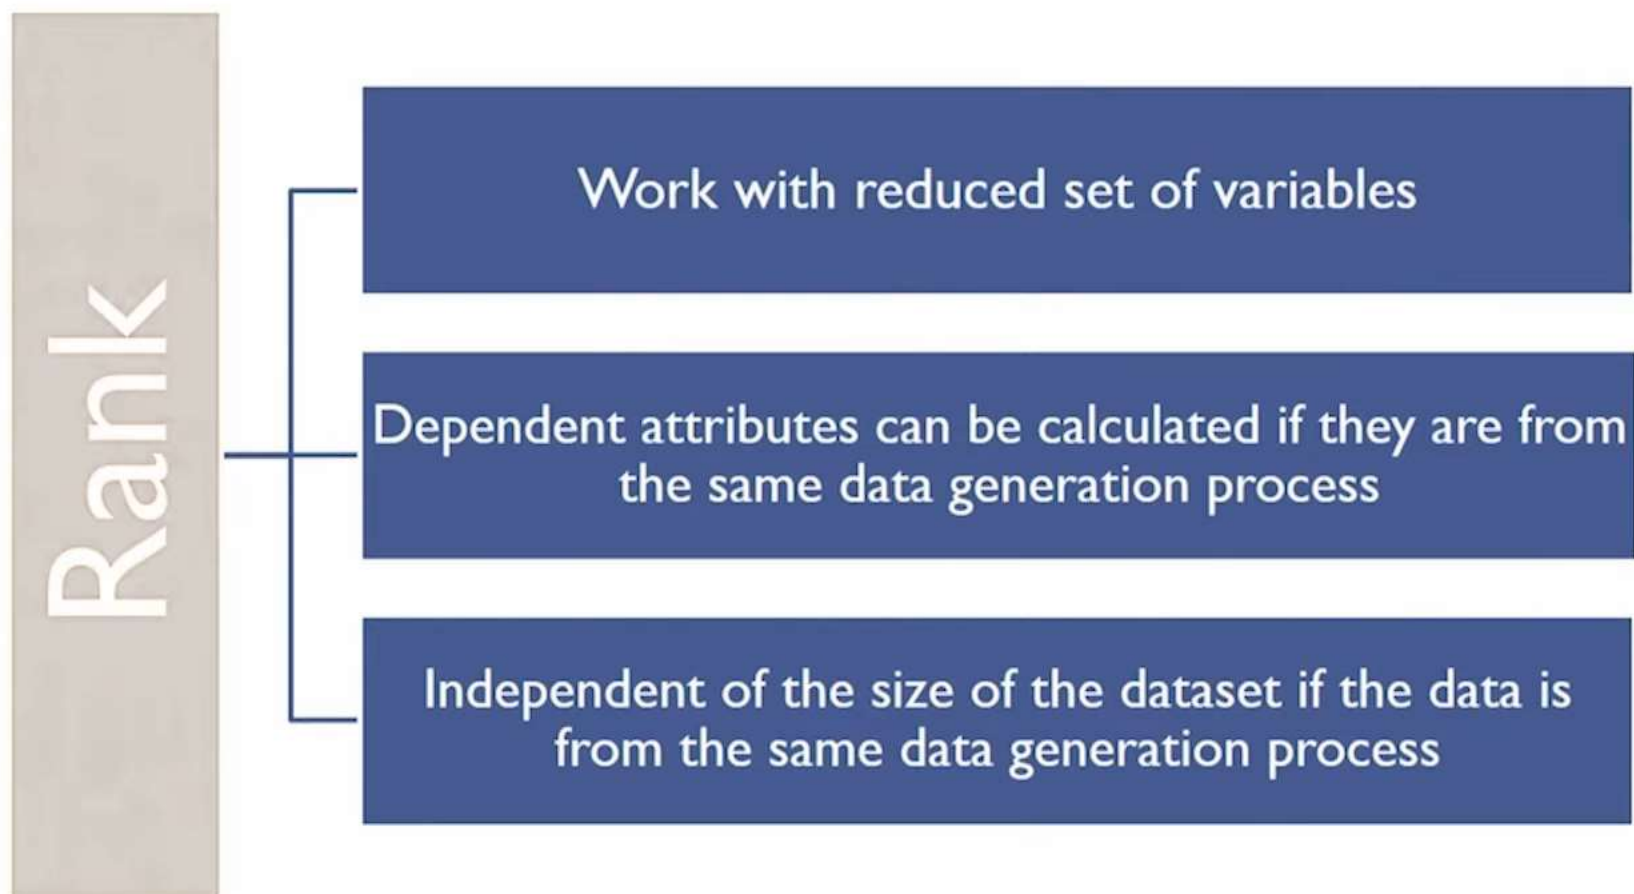 Rank
Work with reduced set of variables
Dependent attributes can be calculated if they are from
the same data generation process
Independent of the size of the dataset if the data is
from the same data generation process